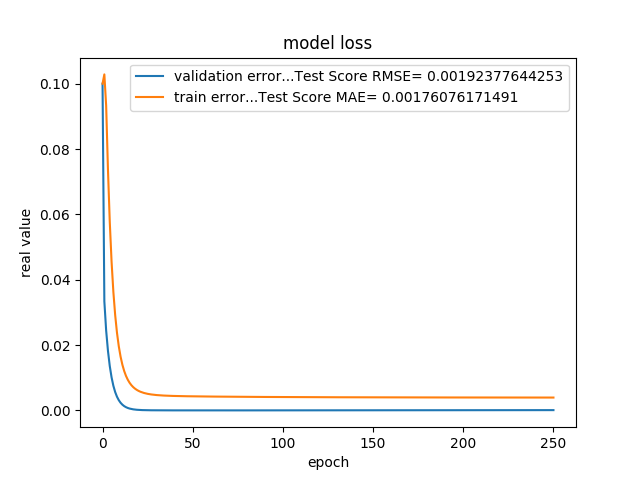 model loss
validation error...Test Score RMSE= 0.00192377644253
train error...Test Score MAE= 0.00176076171491
real value
0.10
0.08
0.06
0.04
0.02
0.00
0 50 100 150 200 250
epoch